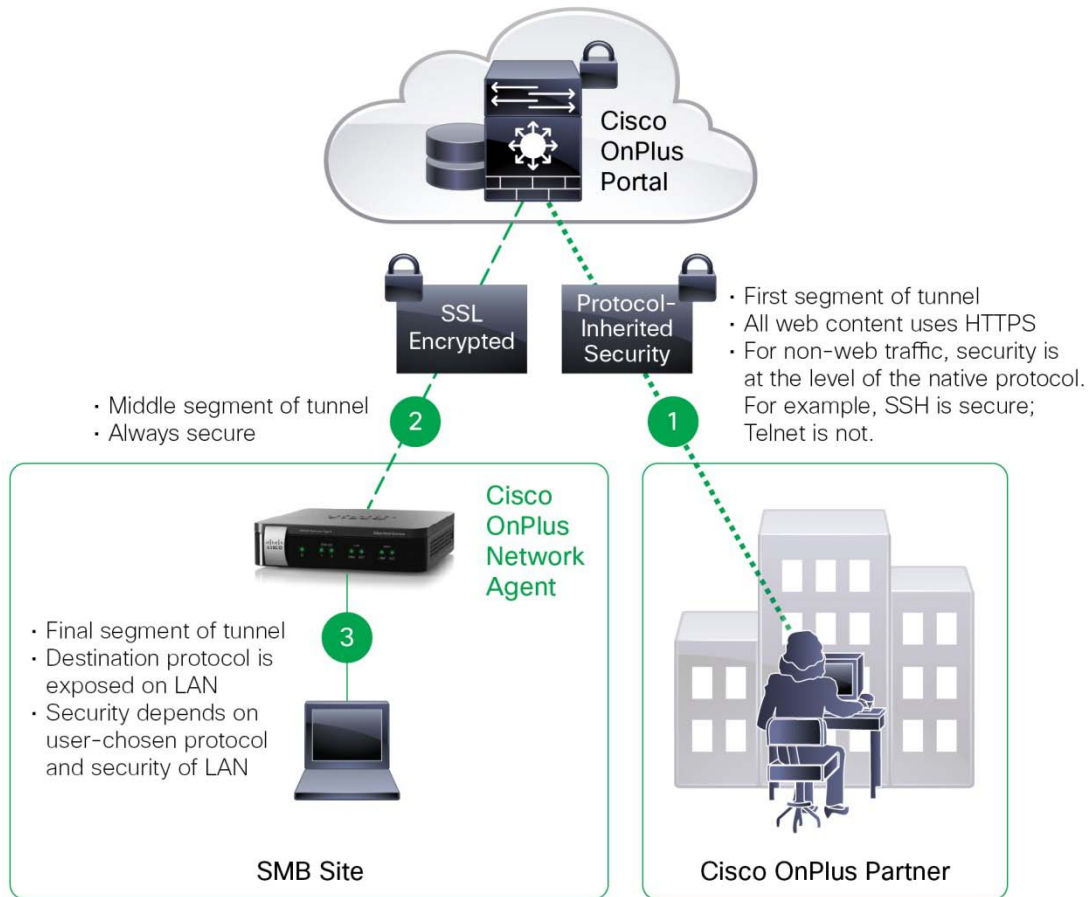 Cisco
OnPlus
Portal
SSL
Encrypted
Protocol-
Inherited
Security
· First segment of tunnel
· All web content uses HTTPS
· For non-web traffic, security is
at the level of the native protocol.
For example, SSH is secure;
Telnet is not.
· Middle segment of tunnel
· Always secure
2
1
Cisco
OnPlus
Network
Agent
· Final segment of tunnel
· Destination protocol is
exposed on LAN
· Security depends on
user-chosen protocol
and security of LAN
3
SMB Site
Cisco OnPlus Partner